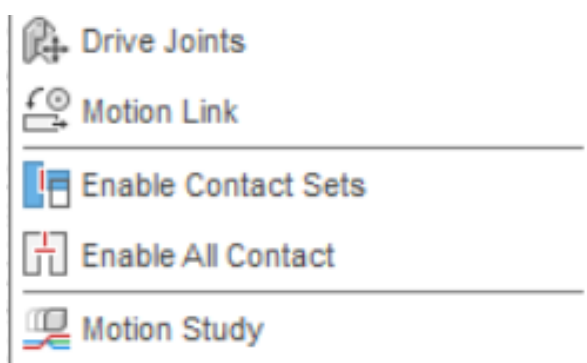 Drive Joints
Motion Link
Enable Contact Sets
Enable All Contact
Motion Study